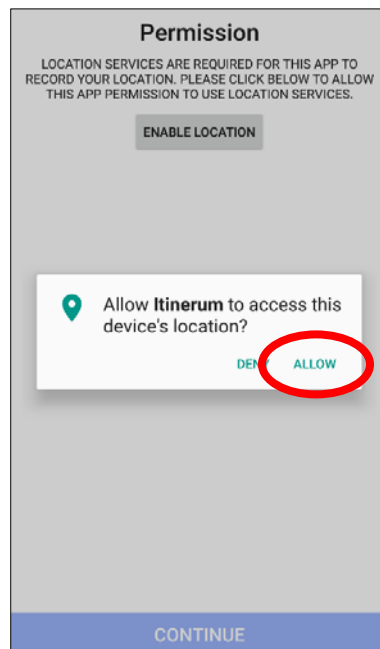 Permission
LOCATION SERVICES ARE REQUIRED FOR THIS APP TO
RECORD YOUR LOCATION. PLEASE CLICK BELOW TO ALLOW
THIS APP PERMISSION TO USE LOCATION SERVICES.
ENABLE LOCATION
Allow Itinerum to access this
device's location?
DENY ALLOW
CONTINUE